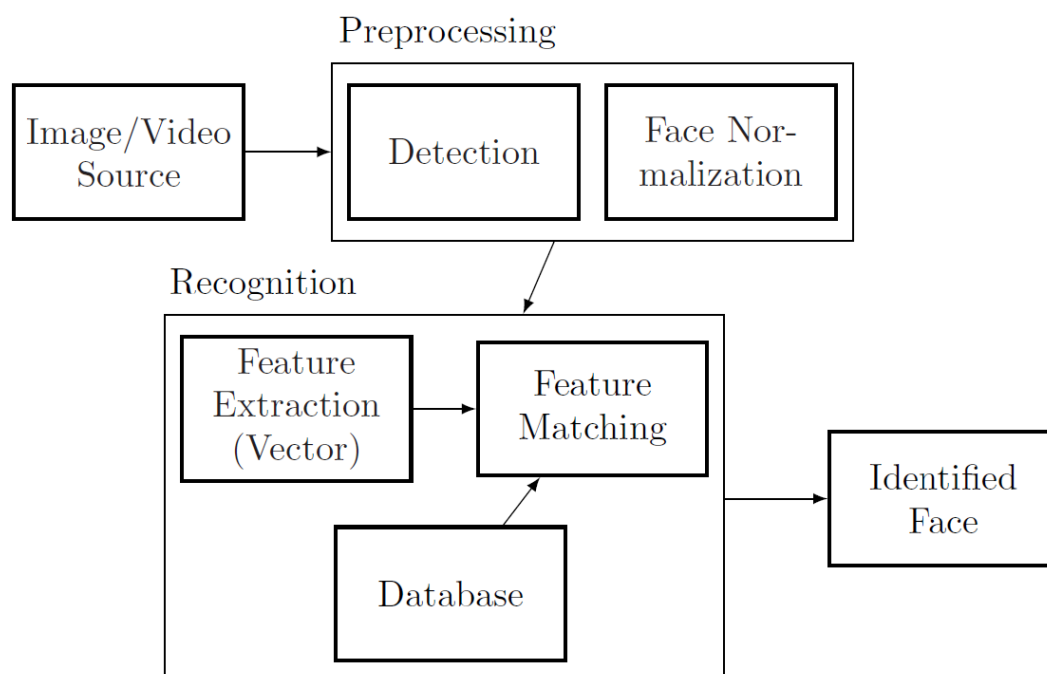 Preprocessing
Image/Video
Source
Detection
Face Nor-
malization
Recognition
Feature
Extraction
(Vector)
Feature
Matching
Database
Identified
Face